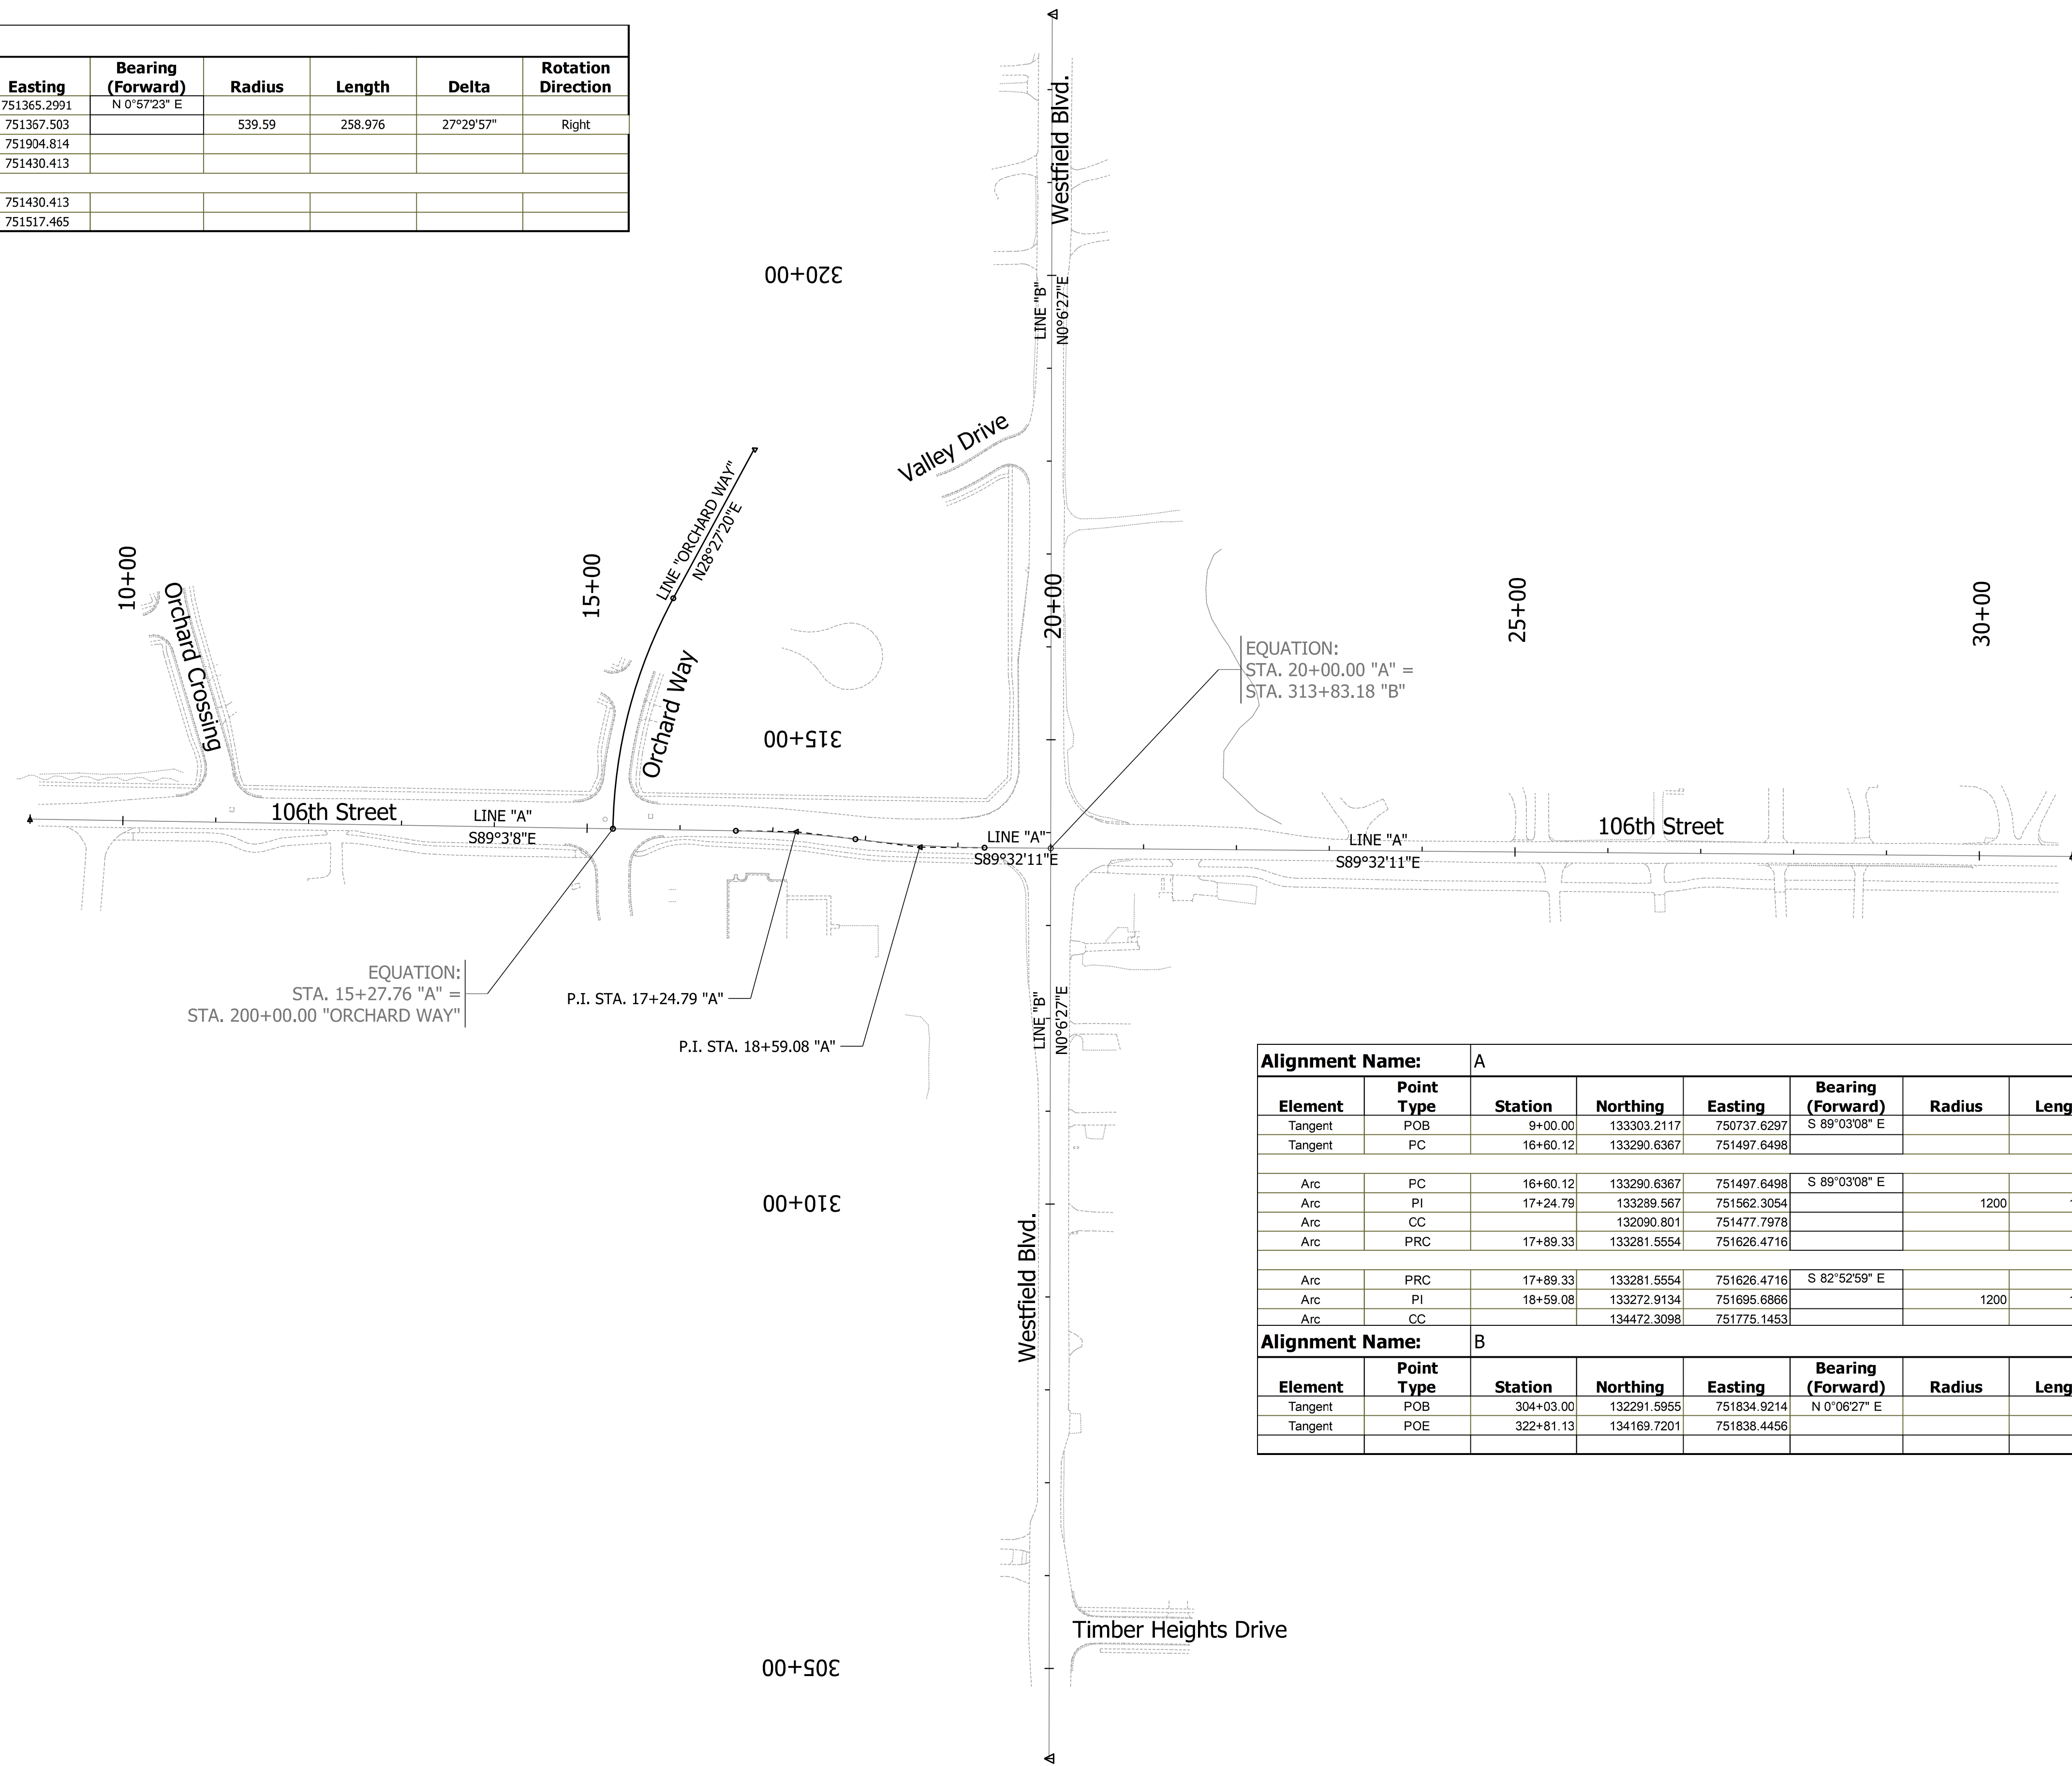 Easting Bearing (Forward) Radius Length Delta Rotation Direction
751365.2991 N 0°57'23" E
751367.503 539.59 258.976 27°29'57" Right
751904.814
751430.413
751430.413
751517.465
Westfield Blvd.
320+00
LINE "B"
N0°6'27"E
Valley Drive
LINE "ORCHARD WAY"
N28°27'20"E
10+00
15+00
20+00
25+00
30+00
Orchard Crossing
Orchard Way
EQUATION:
STA. 20+00.00 "A" =
STA. 313+83.18 "B"
315+00
106th Street
LINE "A"
S89°3'8"E
LINE "A"
S89°32'11"E
LINE "A"
S89°32'11"E
106th Street
EQUATION:
STA. 15+27.76 "A" =
STA. 200+00.00 "ORCHARD WAY"
P.I. STA. 17+24.79 "A"
P.I. STA. 18+59.08 "A"
LINE "B"
N0°6'27"E
310+00
Westfield Blvd.
Timber Heights Drive
305+00
Alignment Name: A
Element Point Type Station Northing Easting Bearing (Forward) Radius Leng
Tangent POB 9+00.00 133303.2117 750737.6297 S 89°03'08" E
Tangent PC 16+60.12 133290.6367 751497.6498
Arc PC 16+60.12 133290.6367 751497.6498 S 89°03'08" E
Arc PI 17+24.79 133289.567 751562.3054 1200
Arc CC 132090.801 751477.7978
Arc PRC 17+89.33 133281.5554 751626.4716
Arc PRC 17+89.33 133281.5554 751626.4716 S 82°52'59" E
Arc PI 18+59.08 133272.9134 751695.6866 1200
Arc CC 134472.3098 751775.1453
Alignment Name: B
Element Point Type Station Northing Easting Bearing (Forward) Radius Leng
Tangent POB 304+03.00 132291.5955 751834.9214 N 0°06'27" E
Tangent POE 322+81.13 134169.7201 751838.4456